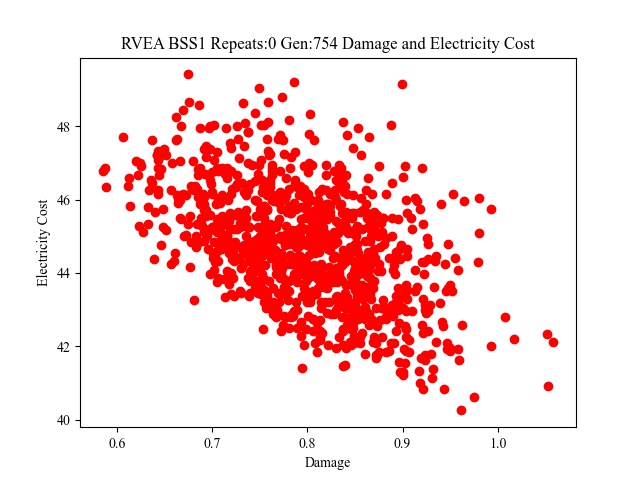 RVEA BSS1 Repeats:0 Gen:754 Damage and Electricity Cost
48
46
44
42
40
Electricity Cost
0.6 0.7 0.8 0.9 1.0
Damage